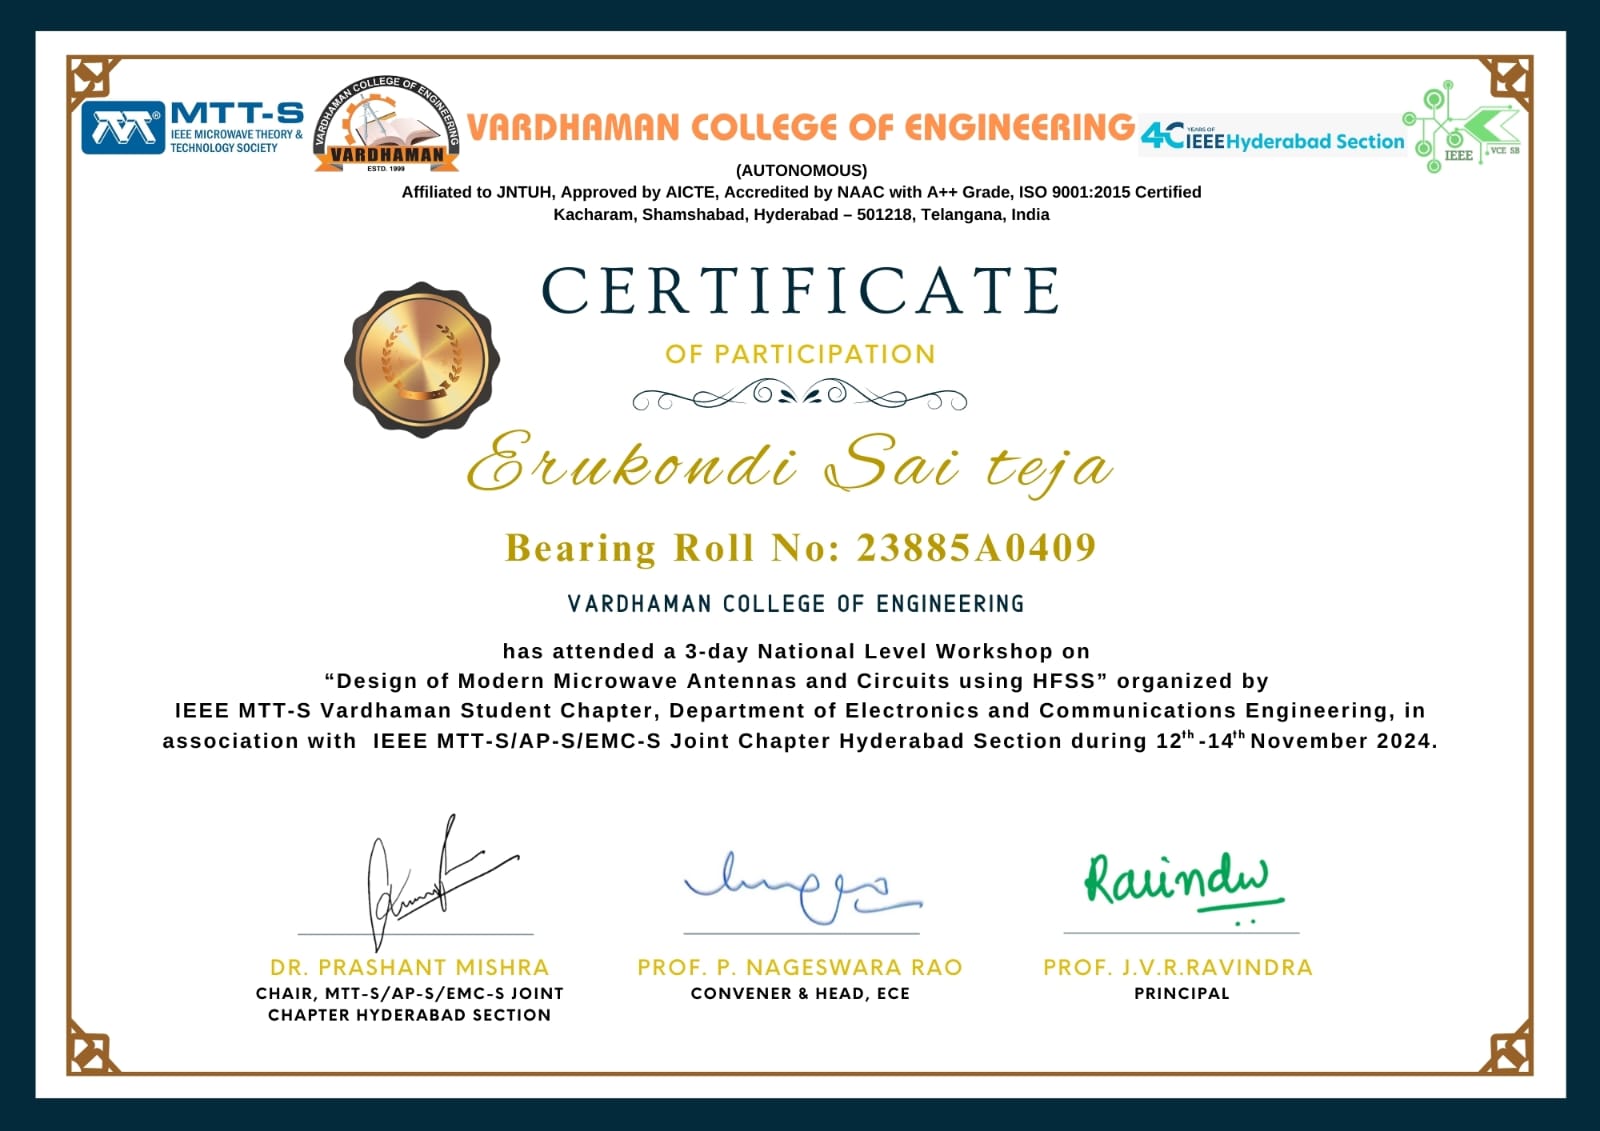 MTT-S
IEEE MICROWAVE THEORY &
TECHNOLOGY SOCIETY
VARDHAMAN COLLEGE OF ENGINEERING
VARDHAMAN
ESTD. 1999
VARDHAMAN COLLEGE OF ENGINEERING
40 YEARS OF IEEE Hyderabad Section
IEEE VCE SB
(AUTONOMOUS)
Affiliated to JNTUH, Approved by AICTE, Accredited by NAAC with A++ Grade, ISO 9001:2015 Certified
Kacharam, Shamshabad, Hyderabad – 501218, Telangana, India
CERTIFICATE
OF PARTICIPATION
Erukondi Sai teja
Bearing Roll No: 23885A0409
VARDHAMAN COLLEGE OF ENGINEERING
has attended a 3-day National Level Workshop on
“Design of Modern Microwave Antennas and Circuits using HFSS” organized by
IEEE MTT-S Vardhaman Student Chapter, Department of Electronics and Communications Engineering, in
association with IEEE MTT-S/AP-S/EMC-S Joint Chapter Hyderabad Section during 12th -14th November 2024.
Ravindra
DR. PRASHANT MISHRA
CHAIR, MTT-S/AP-S/EMC-S JOINT
CHAPTER HYDERABAD SECTION
PROF. P. NAGESWARA RAO
CONVENER & HEAD, ECE
PROF. J.V.R.RAVINDRA
PRINCIPAL